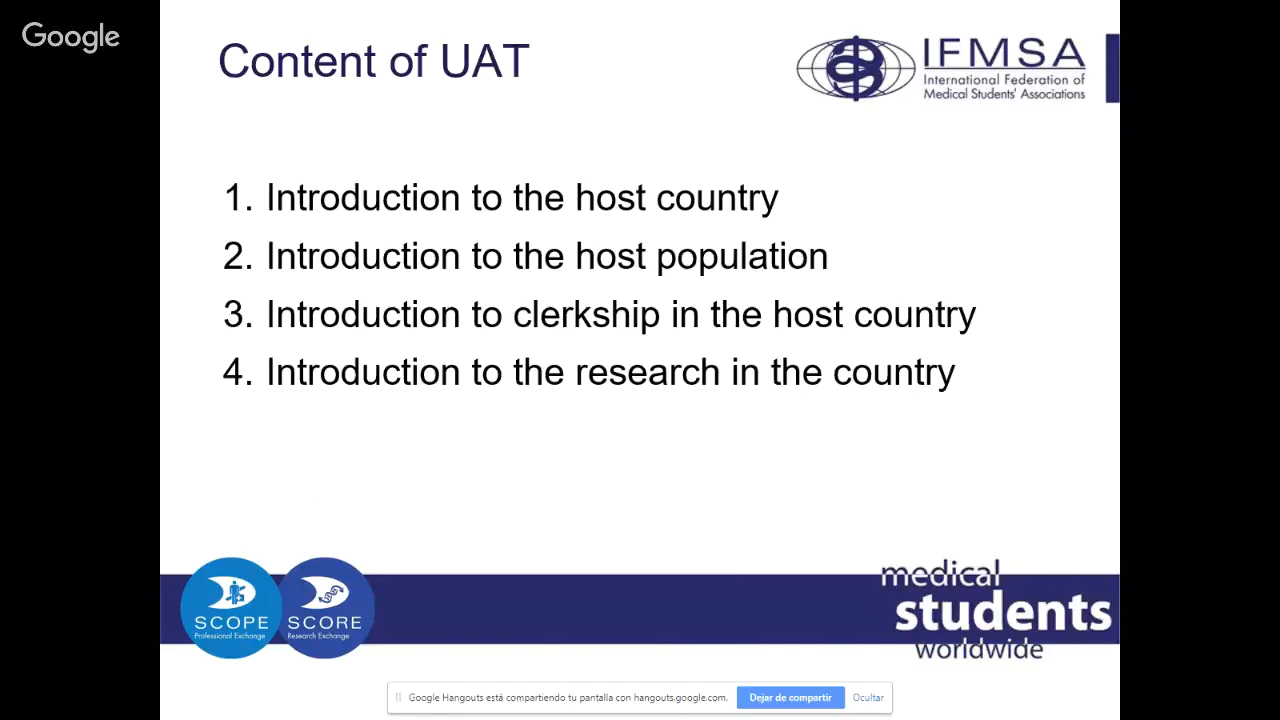 Google
Content of UAT
IFMSA
International Federation of
Medical Students' Associations
1. Introduction to the host country
2. Introduction to the host population
3. Introduction to clerkship in the host country
4. Introduction to the research in the country
SCOPE
Professional Exchange
SCORE
Research Exchange
medical
students
worldwide
Google Hangouts está compartiendo tu pantalla con hangouts.google.com.
Dejar de compartir
Ocultar